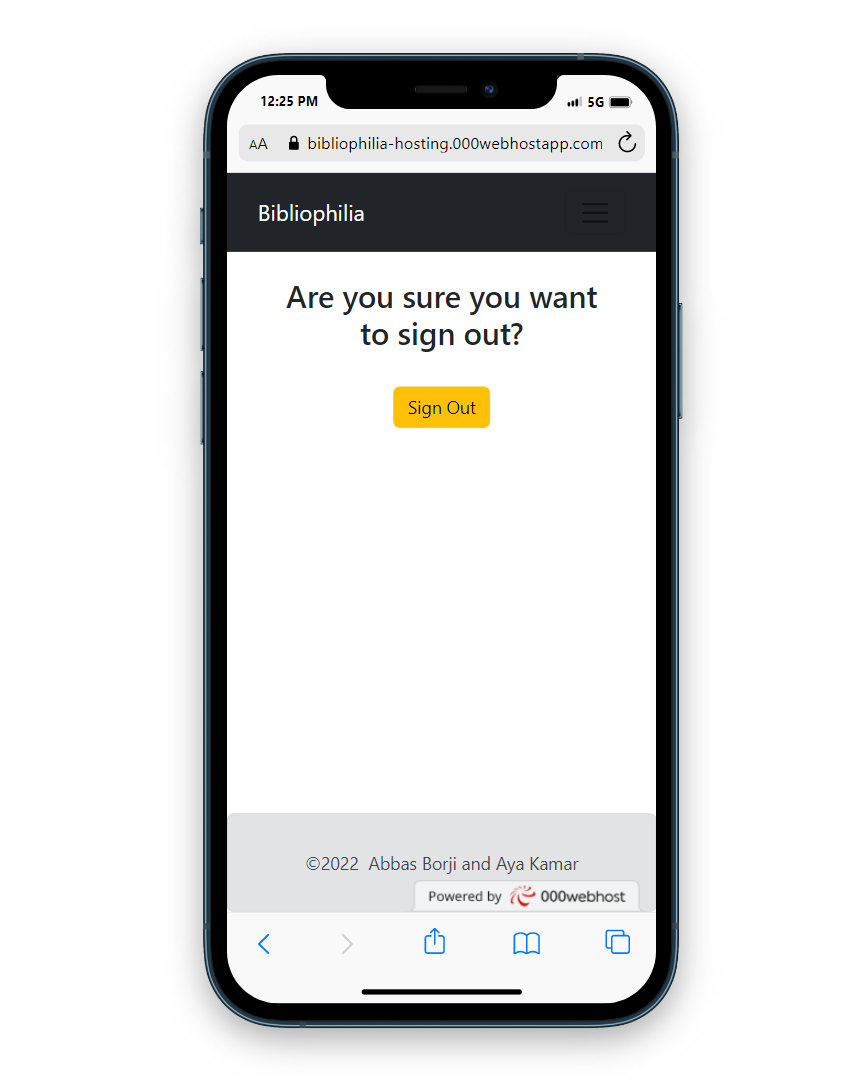 12:25 PM 5G
AA bibliophilia-hosting.000webhostapp.com
Bibliophilia
Are you sure you want
to sign out?
Sign Out
©2022 Abbas Borji and Aya Kamar
Powered by 000webhost